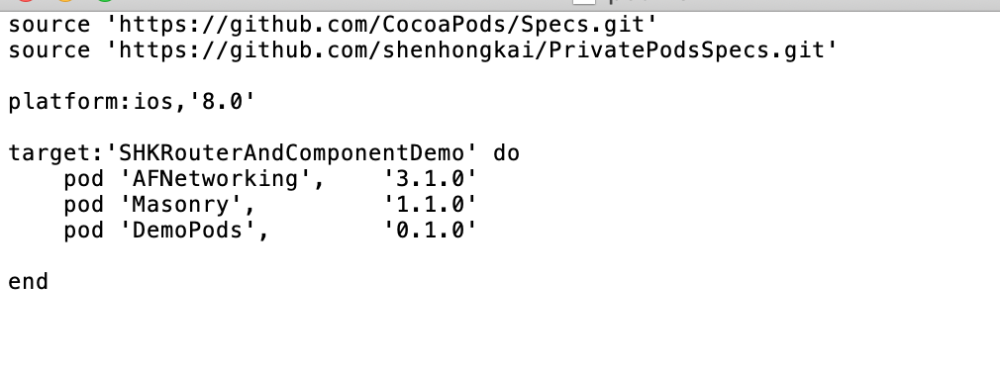 source 'https://github.com/CocoaPods/Specs.git'
source 'https://github.com/shenhongkai/PrivatePodsSpecs.git'
platform:ios,'8.0'
target:'SHKRouterAndComponentDemo' do
    pod 'AFNetworking',    '3.1.0'
    pod 'Masonry',         '1.1.0'
    pod 'DemoPods',        '0.1.0'
end